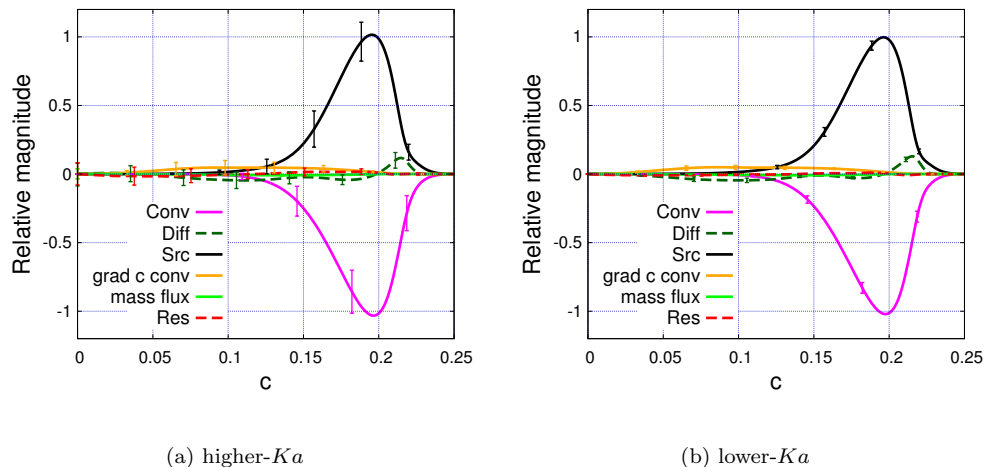 1
0.5
0
-0.5
-1
Relative magnitude
Conv
Diff
Src
grad c conv
mass flux
Res
0
0.05
0.1
0.15
0.2
0.25
c
(a) higher-Ka
1
0.5
0
-0.5
-1
Relative magnitude
Conv
Diff
Src
grad c conv
mass flux
Res
0
0.05
0.1
0.15
0.2
0.25
c
(b) lower-Ka